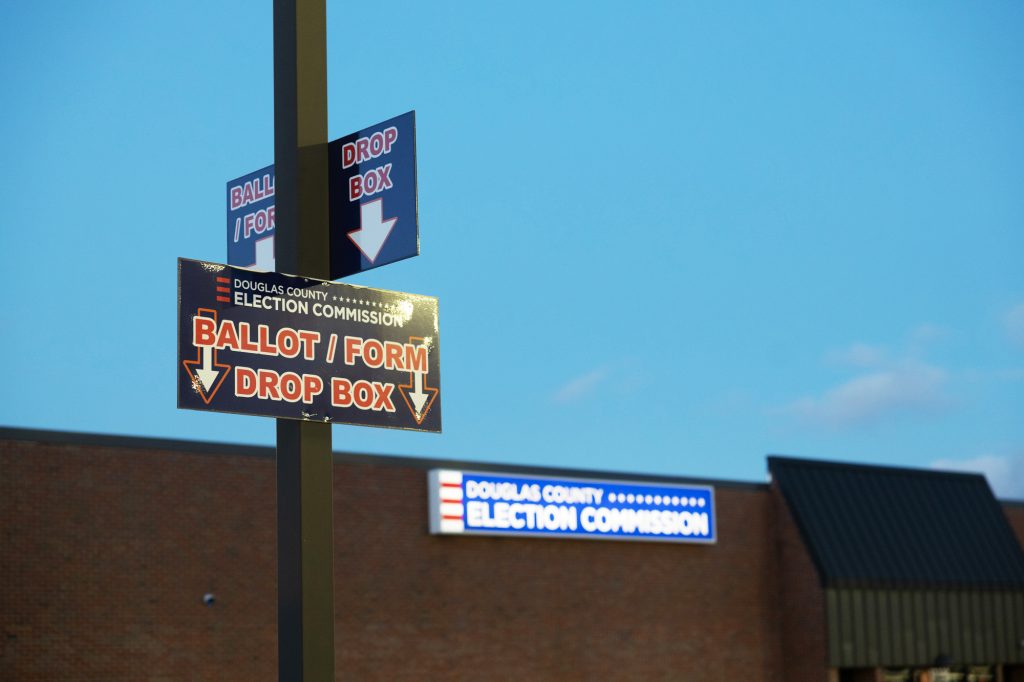 DROP
BOX
BALL
/ FOR
DOUGLAS COUNTY
ELECTION COMMISSION
BALLOT / FORM
DROP BOX
DOUGLAS COUNTY
ELECTION COMMISSION